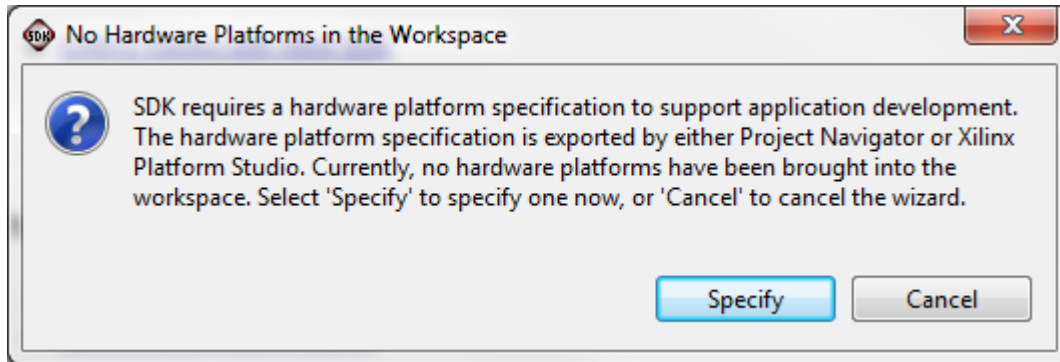 SDK No Hardware Platforms in the Workspace
SDK requires a hardware platform specification to support application development.
The hardware platform specification is exported by either Project Navigator or Xilinx
Platform Studio. Currently, no hardware platforms have been brought into the
workspace. Select 'Specify' to specify one now, or 'Cancel' to cancel the wizard.
Specify Cancel